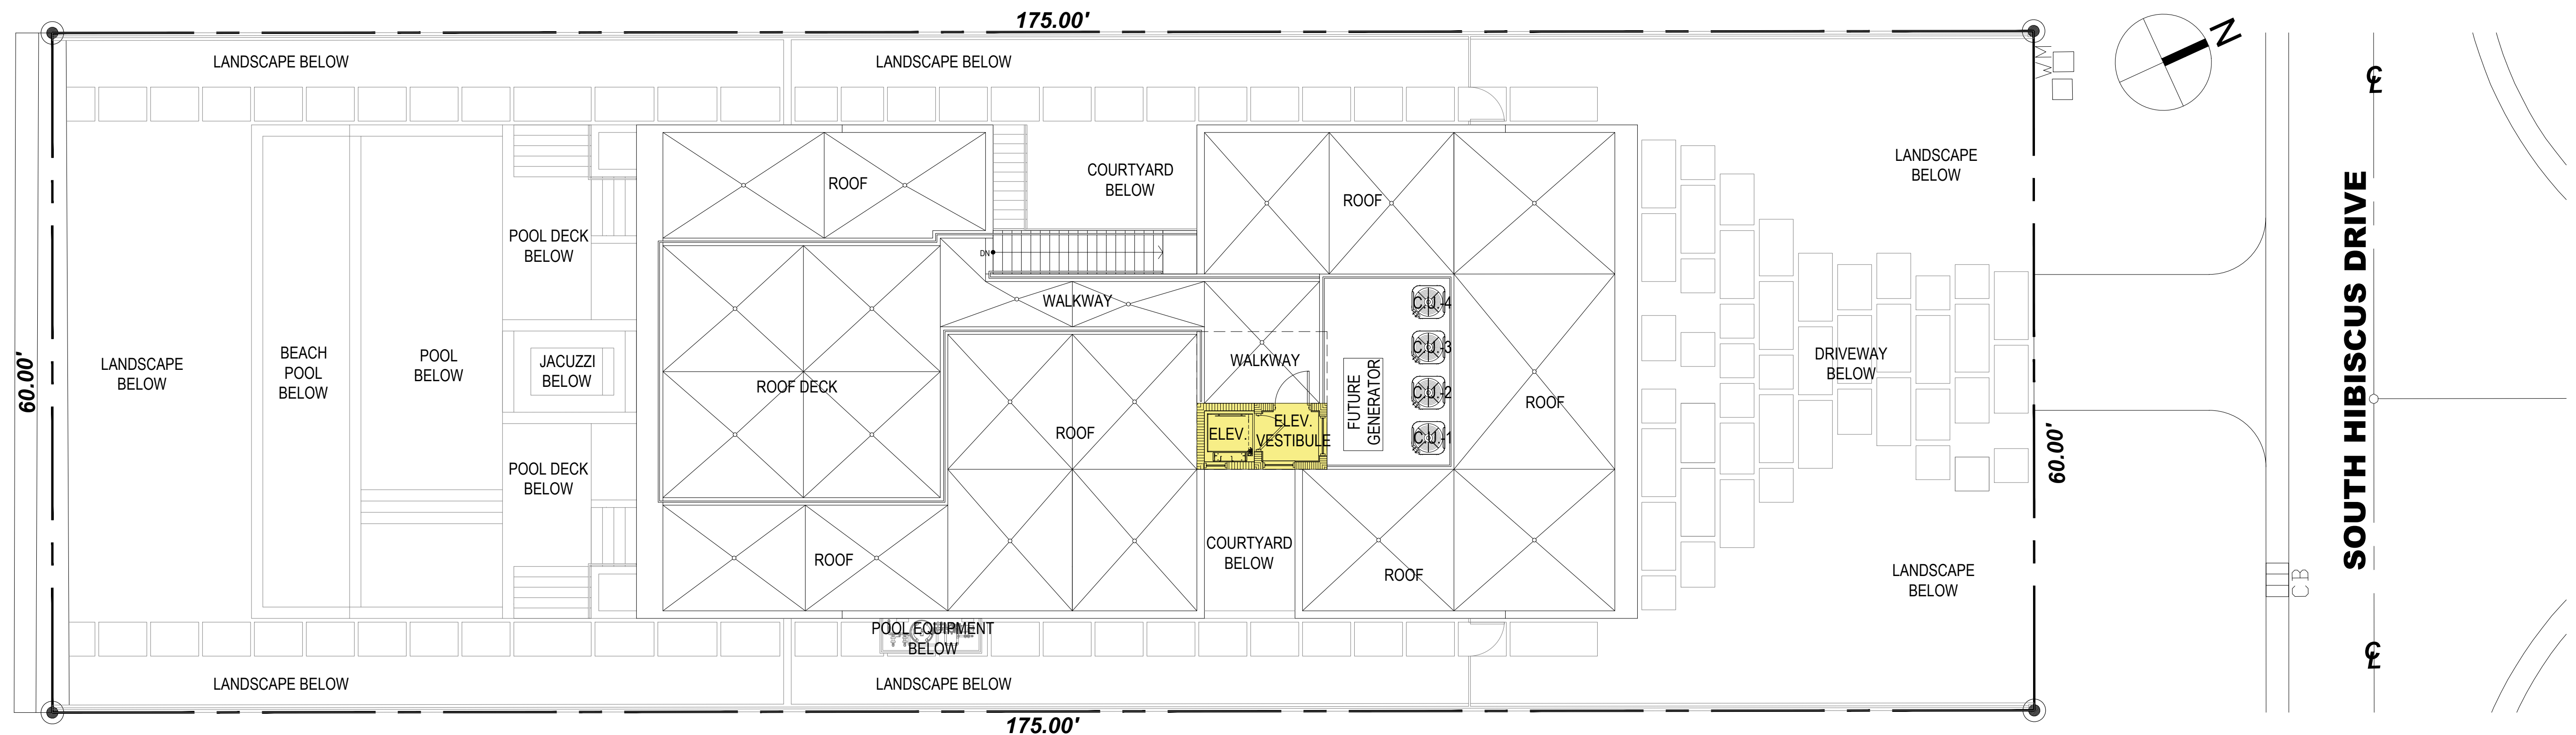 175.00'
N
LANDSCAPE BELOW
LANDSCAPE BELOW
WM
℄
ROOF
COURTYARD
BELOW
ROOF
LANDSCAPE
BELOW
POOL DECK
BELOW
DN
WALKWAY
C.U.-4
C.U.-3
C.U.-2
C.U.-1
60.00'
LANDSCAPE
BELOW
BEACH
POOL
BELOW
POOL
BELOW
JACUZZI
BELOW
ROOF DECK
WALKWAY
FUTURE
GENERATOR
ROOF
DRIVEWAY
BELOW
SOUTH HIBISCUS DRIVE
ROOF
ELEV.
ELEV.
VESTIBULE
60.00'
POOL DECK
BELOW
ROOF
COURTYARD
BELOW
ROOF
LANDSCAPE
BELOW
CB
POOL EQUIPMENT
BELOW
℄
LANDSCAPE BELOW
LANDSCAPE BELOW
175.00'